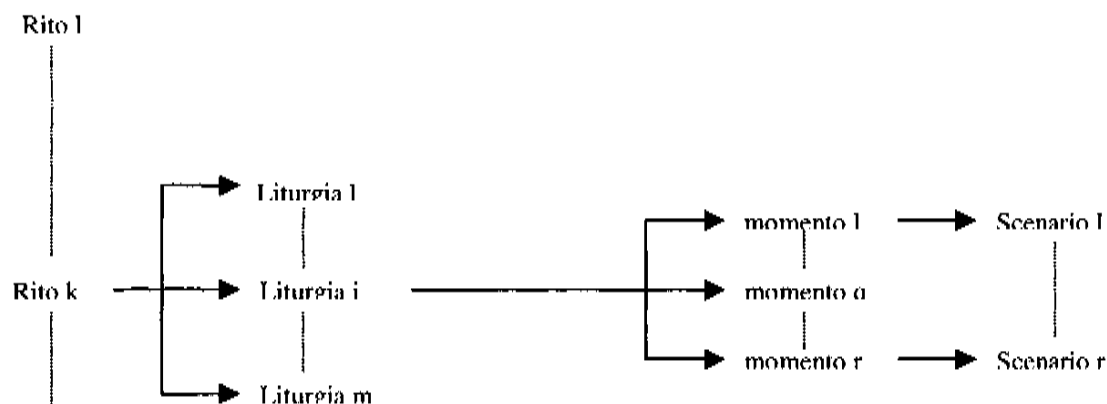 Rito 1
Liturgia 1
momento 1
Scenario 1
Rito k
Liturgia i
momento q
momento r
Scenario r
Liturgia m